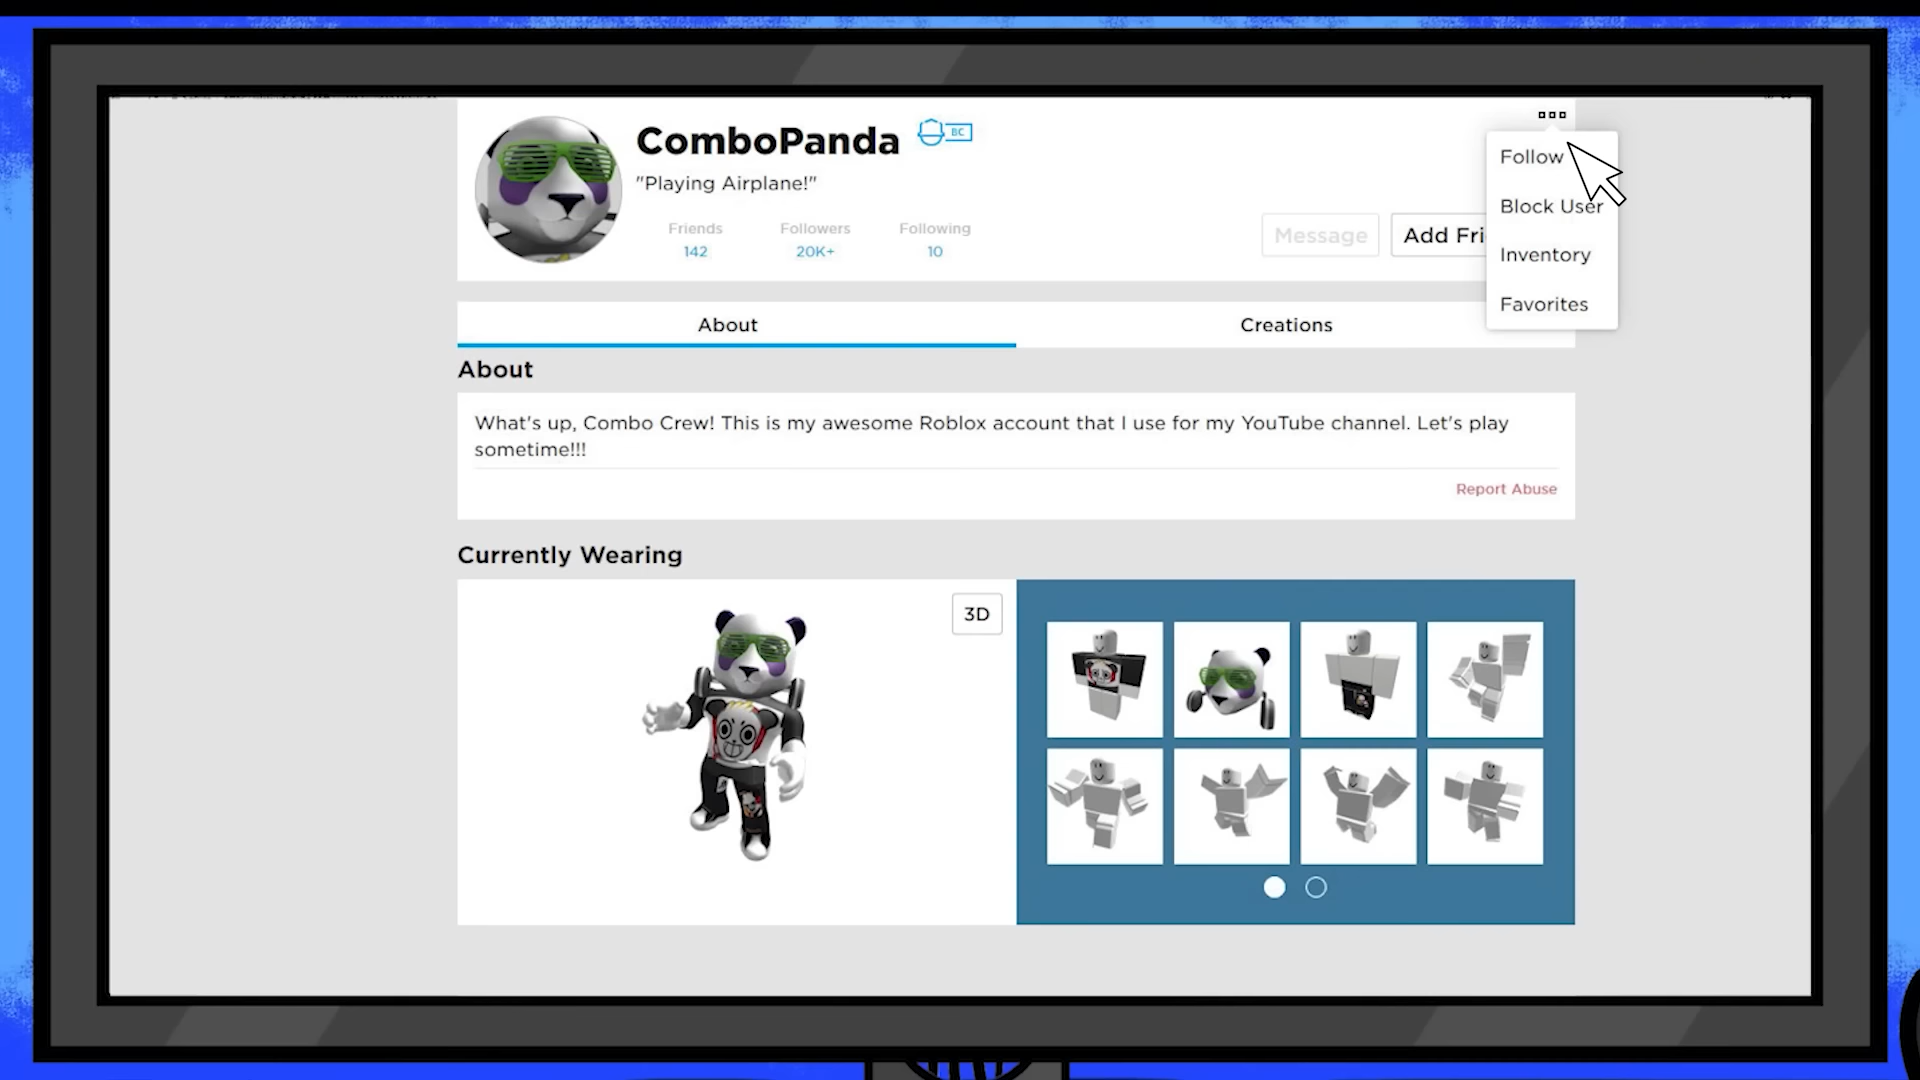 ComboPanda
BC
"Playing Airplane!"
Friends
Followers
Following
142
20K+
10
Message
Add Fri
Follow
Block User
Inventory
Favorites
About
Creations
About
What's up, Combo Crew! This is my awesome Roblox account that I use for my YouTube channel. Let's play
sometime!!!
Report Abuse
Currently Wearing
3D